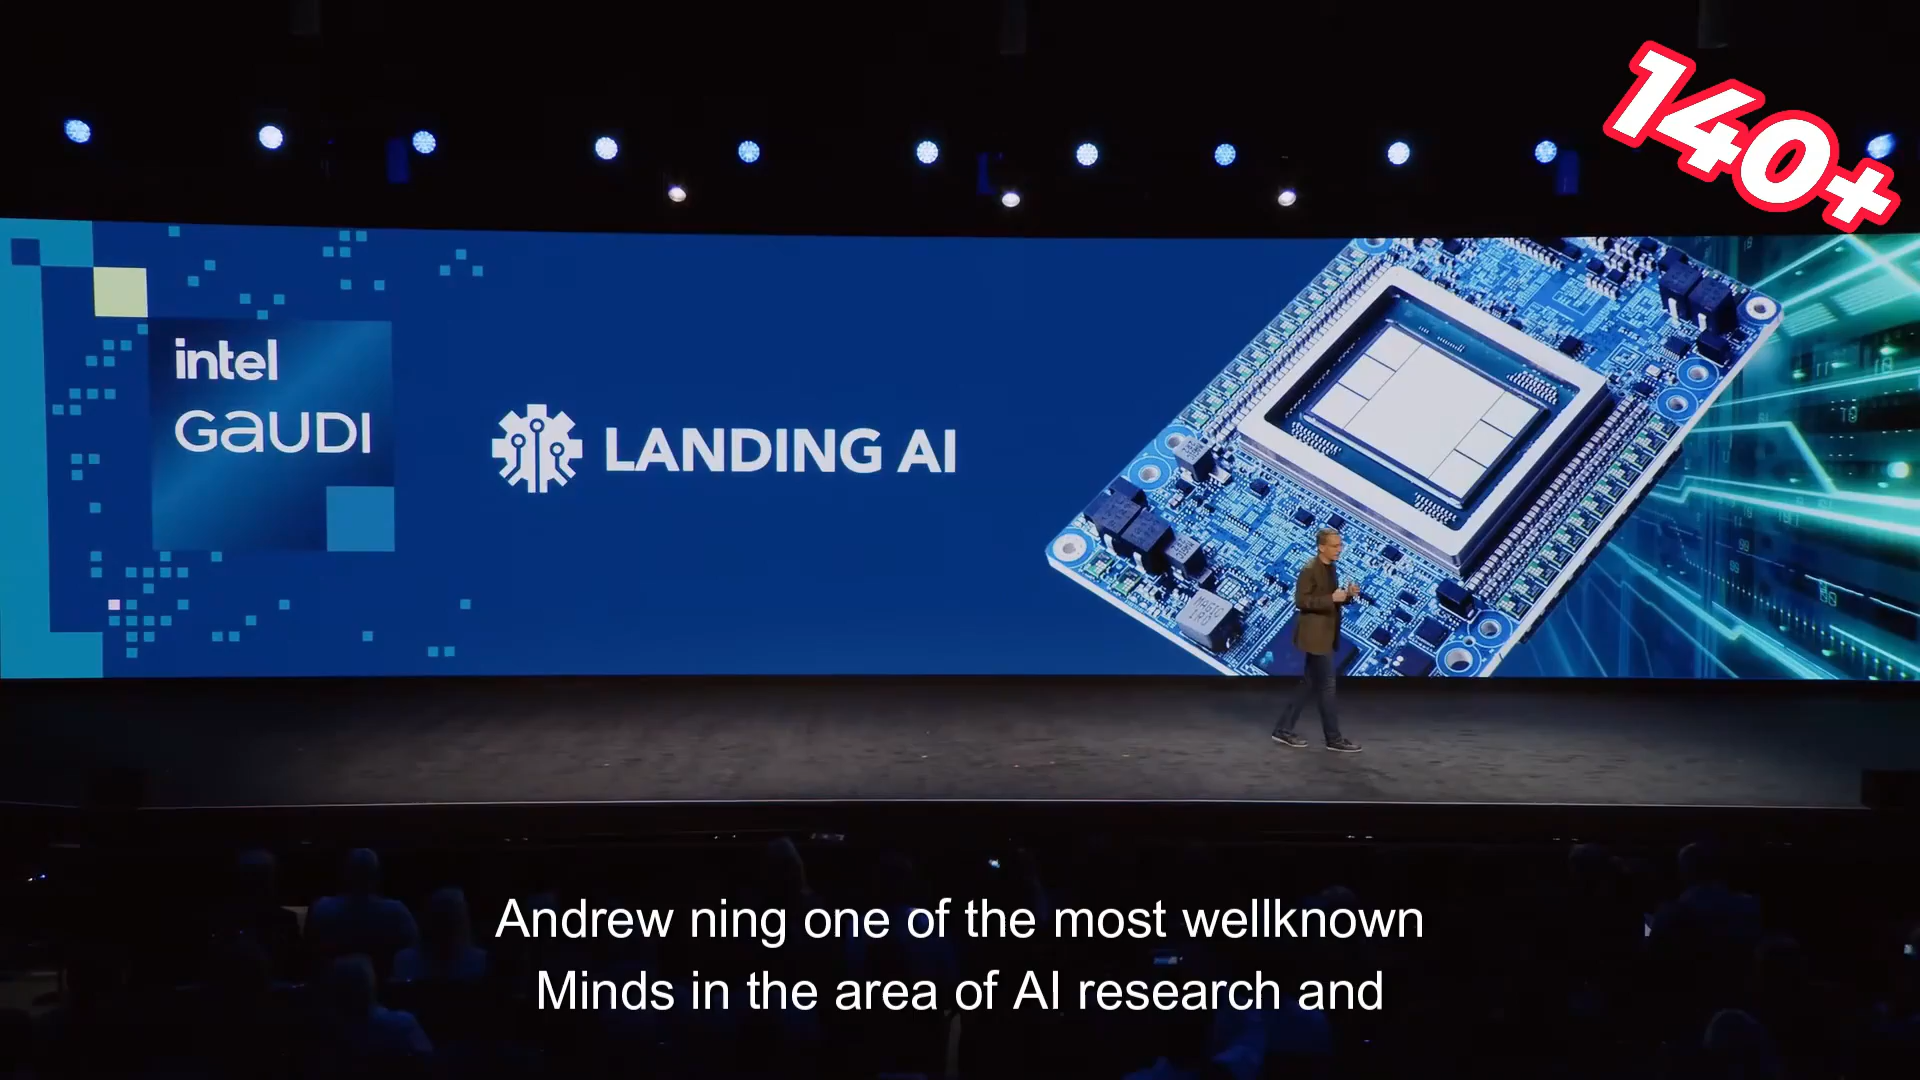 140+
intel
GAUDI
LANDING AI
Andrew ning one of the most wellknown
Minds in the area of AI research and